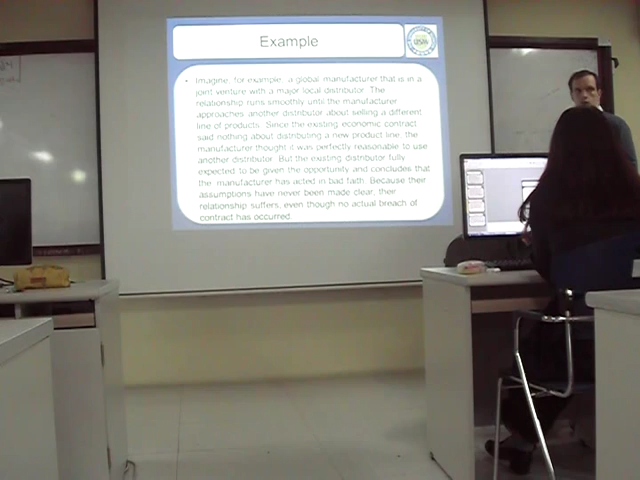 Example
• Imagine, for example, a global manufacturer that is in a
joint venture with a major local distributor. The
relationship runs smoothly until the manufacturer
approaches another distributor about selling a different
line of products. Since the existing economic contract
said nothing about distributing a new product line, the
manufacturer thought it was perfectly reasonable to use
another distributor. But the existing distributor fully
expected to be given the opportunity and concludes that
the manufacturer has acted in bad faith. Because their
assumptions have never been made clear, their
relationship suffers, even though no actual breach of
contract has occurred.